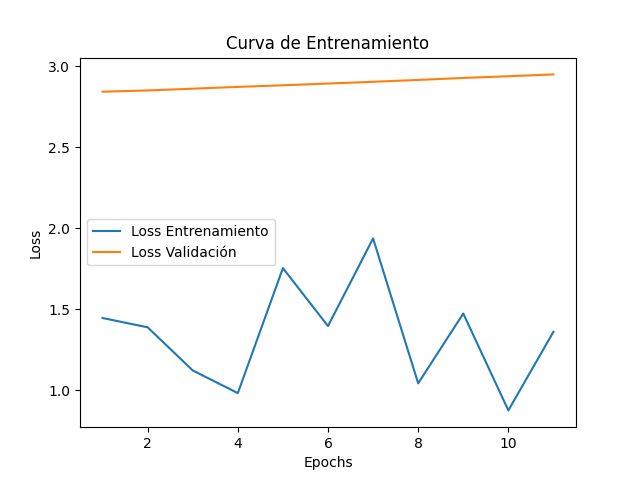 Curva de Entrenamiento
3.0
2.5
2.0
1.5
1.0
Loss
Loss Entrenamiento
Loss Validación
2 4 6 8 10
Epochs